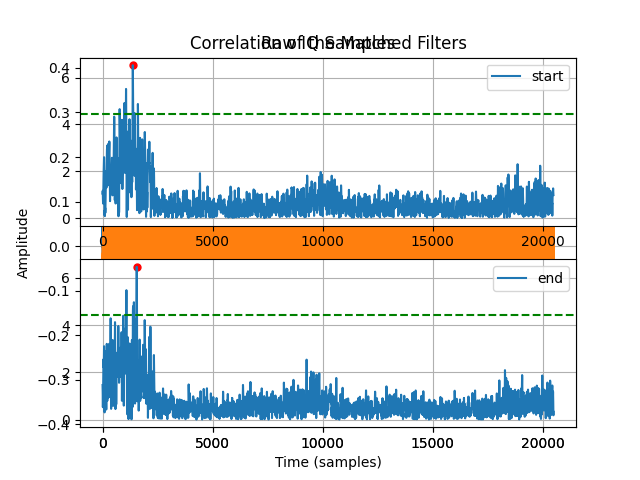 Correlation of the Matched Filters
Raw IQ Samples
0.4
6
start
0.3
4
0.2
2
0.1
0
0 5000 10000 15000 20000
0.0
Amplitude
6
end
−0.1
4
−0.2
2
−0.3
0
−0.4
0 5000 10000 15000 20000
Time (samples)